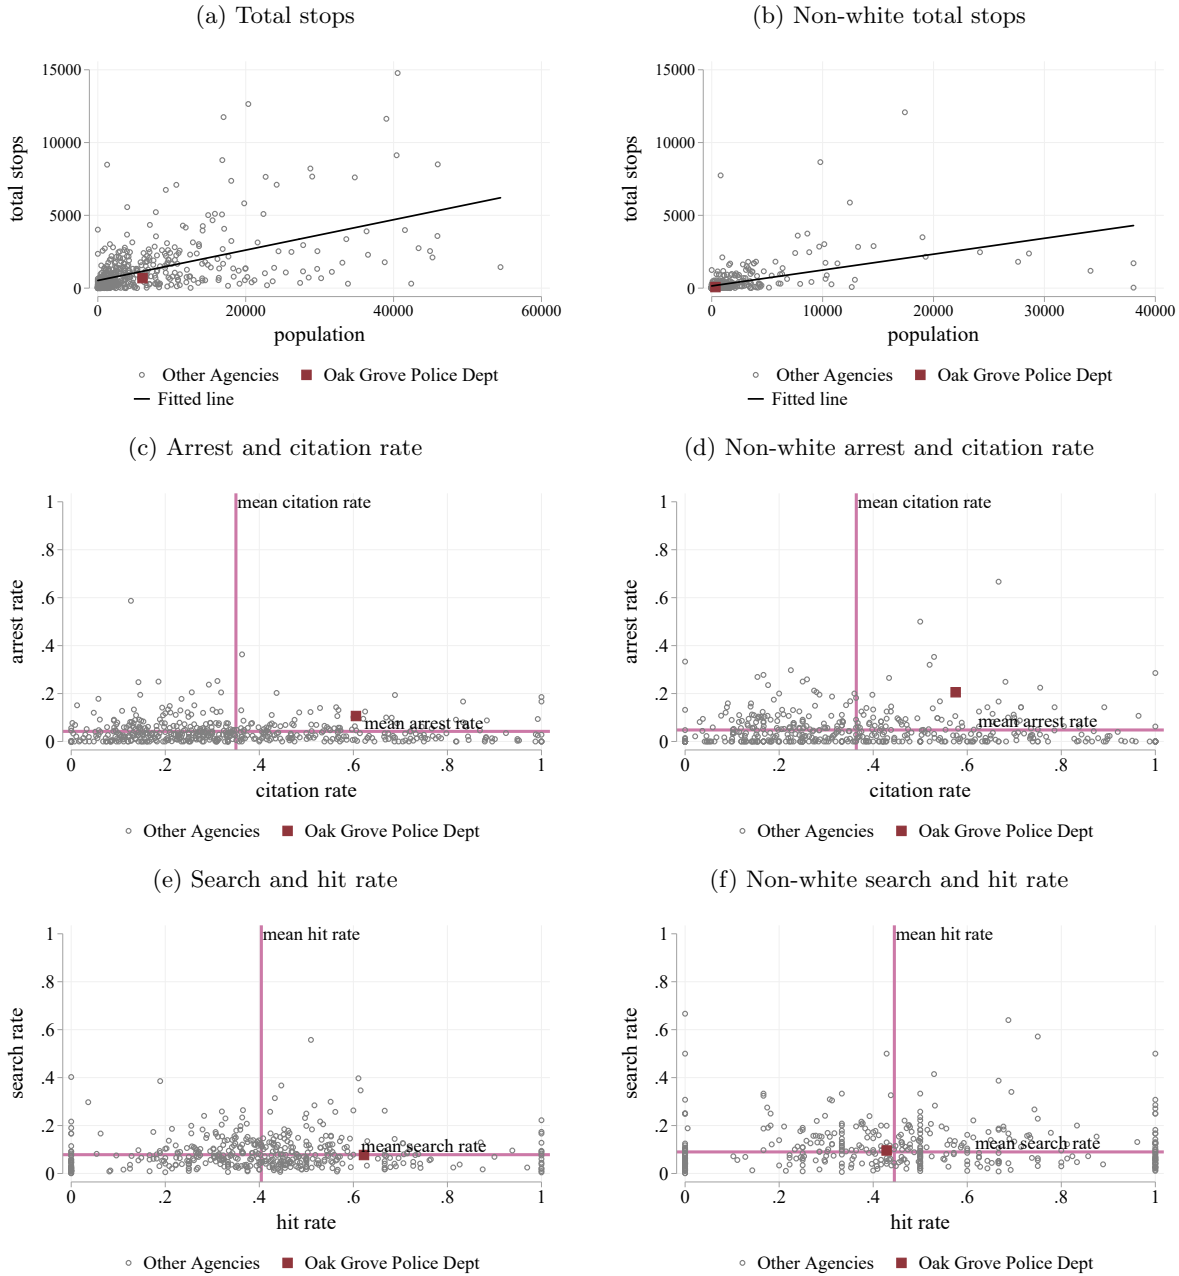 (a) Total stops
(b) Non-white total stops
15000
10000
5000
0
total stops
0 20000 40000 60000
population
Other Agencies Oak Grove Police Dept
Fitted line
15000
10000
5000
0
total stops
0 10000 20000 30000 40000
population
Other Agencies Oak Grove Police Dept
Fitted line
(c) Arrest and citation rate
(d) Non-white arrest and citation rate
mean citation rate
1
.8
.6
.4
.2
0
arrest rate
mean arrest rate
0 .2 .4 .6 .8 1
citation rate
Other Agencies Oak Grove Police Dept
mean citation rate
1
.8
.6
.4
.2
0
arrest rate
mean arrest rate
0 .2 .4 .6 .8 1
citation rate
Other Agencies Oak Grove Police Dept
(e) Search and hit rate
(f) Non-white search and hit rate
mean hit rate
1
.8
.6
.4
.2
0
search rate
mean search rate
0 .2 .4 .6 .8 1
hit rate
Other Agencies Oak Grove Police Dept
mean hit rate
1
.8
.6
.4
.2
0
search rate
mean search rate
0 .2 .4 .6 .8 1
hit rate
Other Agencies Oak Grove Police Dept